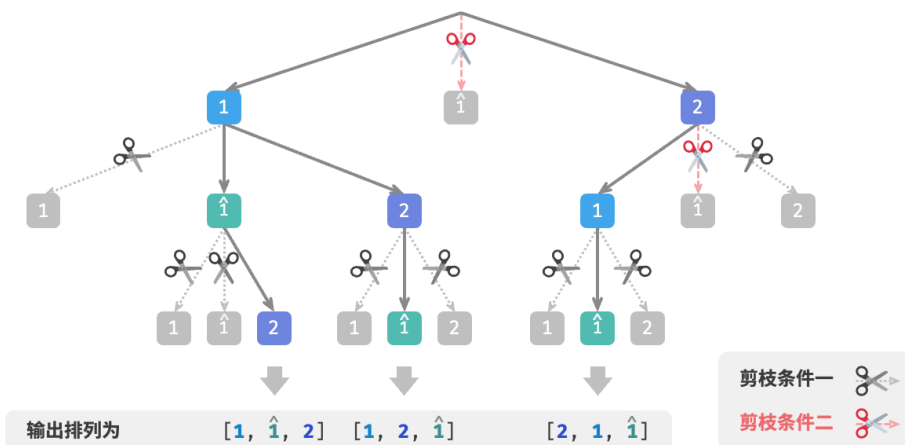 1̂
1 2
1 1̂ 2 1 1̂ 2
1 1̂ 2 1 1̂ 2 1 1̂ 2
剪枝条件一
剪枝条件二
输出排列为 [1, 1̂, 2] [1, 2, 1̂] [2, 1, 1̂]